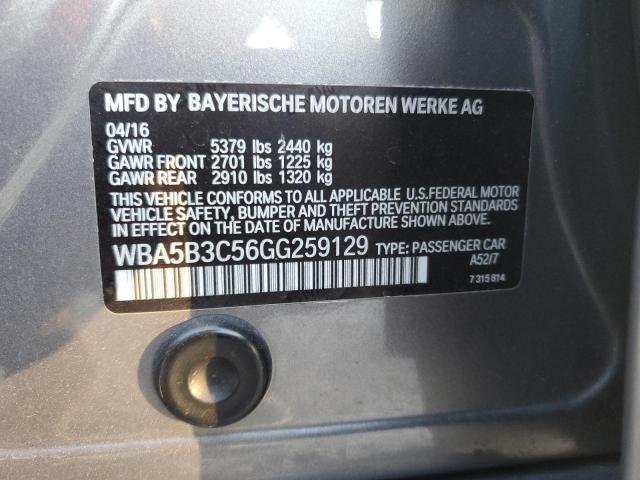 MFD BY BAYERISCHE MOTOREN WERKE AG
04/16
GVWR 5379 lbs 2440 kg
GAWR FRONT 2701 lbs 1225 kg
GAWR REAR 2910 lbs 1320 kg
THIS VEHICLE CONFORMS TO ALL APPLICABLE U.S.FEDERAL MOTOR
VEHICLE SAFETY, BUMPER AND THEFT PREVENTION STANDARDS
IN EFFECT ON THE DATE OF MANUFACTURE SHOWN ABOVE.
WBA5B3C56GG259129 TYPE: PASSENGER CAR
A52/7
7 315 814